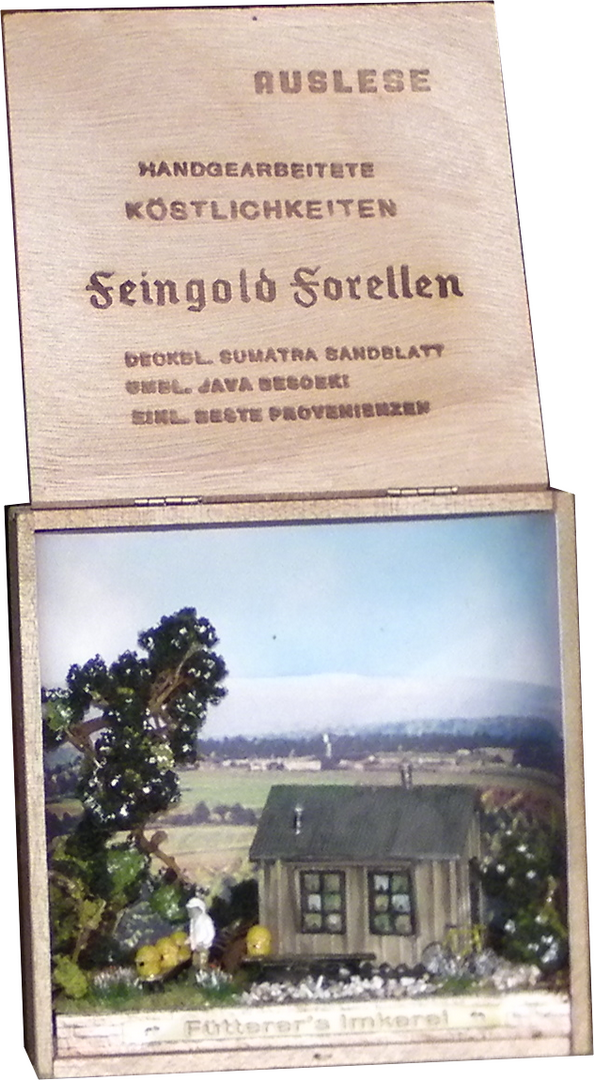 AUSLESE
HANDGEARBEITETE
KÖSTLICHKEITEN
Feingold Forellen
DECKBL. SUMATRA SANDBLATT
UMBL. JAVA BESOEKI
EINL. BESTE PROVENIENZEN
Fütterer's Imkerei